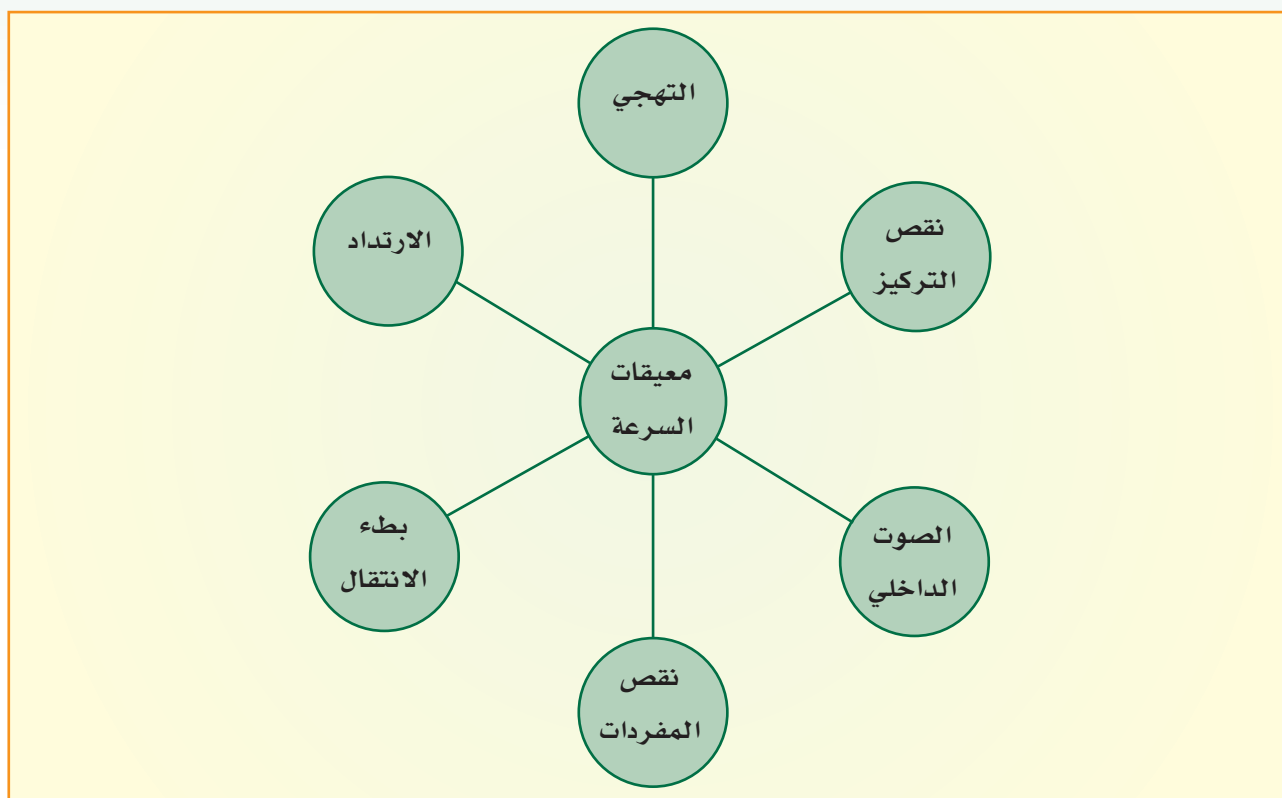 التهجي
نقص
التركيز
الارتداد
معيقات
السرعة
الصوت
الداخلي
بطء
الانتقال
نقص
المفردات